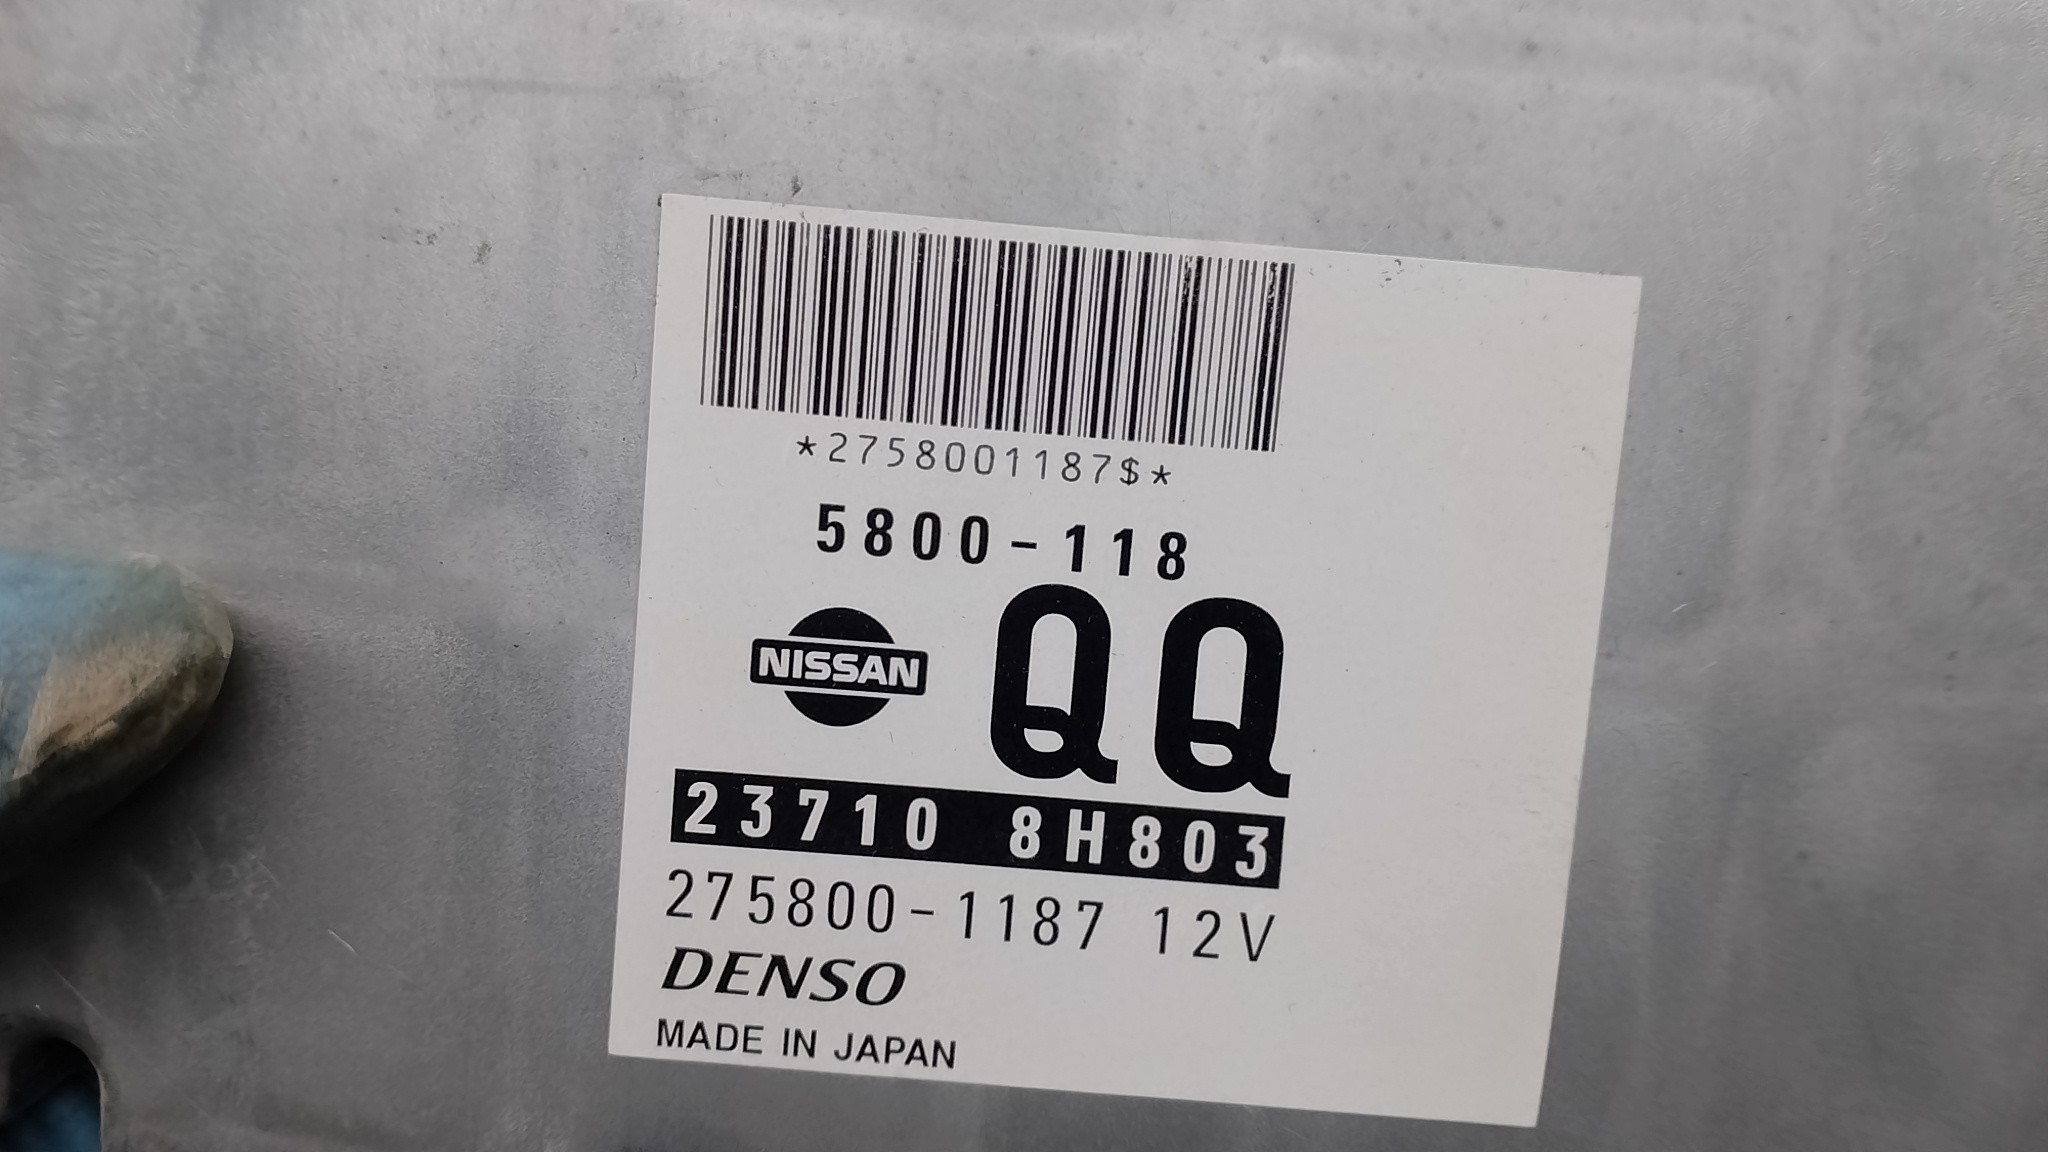 *2758001187$*
5800-118
NISSAN QQ
23710 8H803
275800-1187 12V
DENSO
MADE IN JAPAN